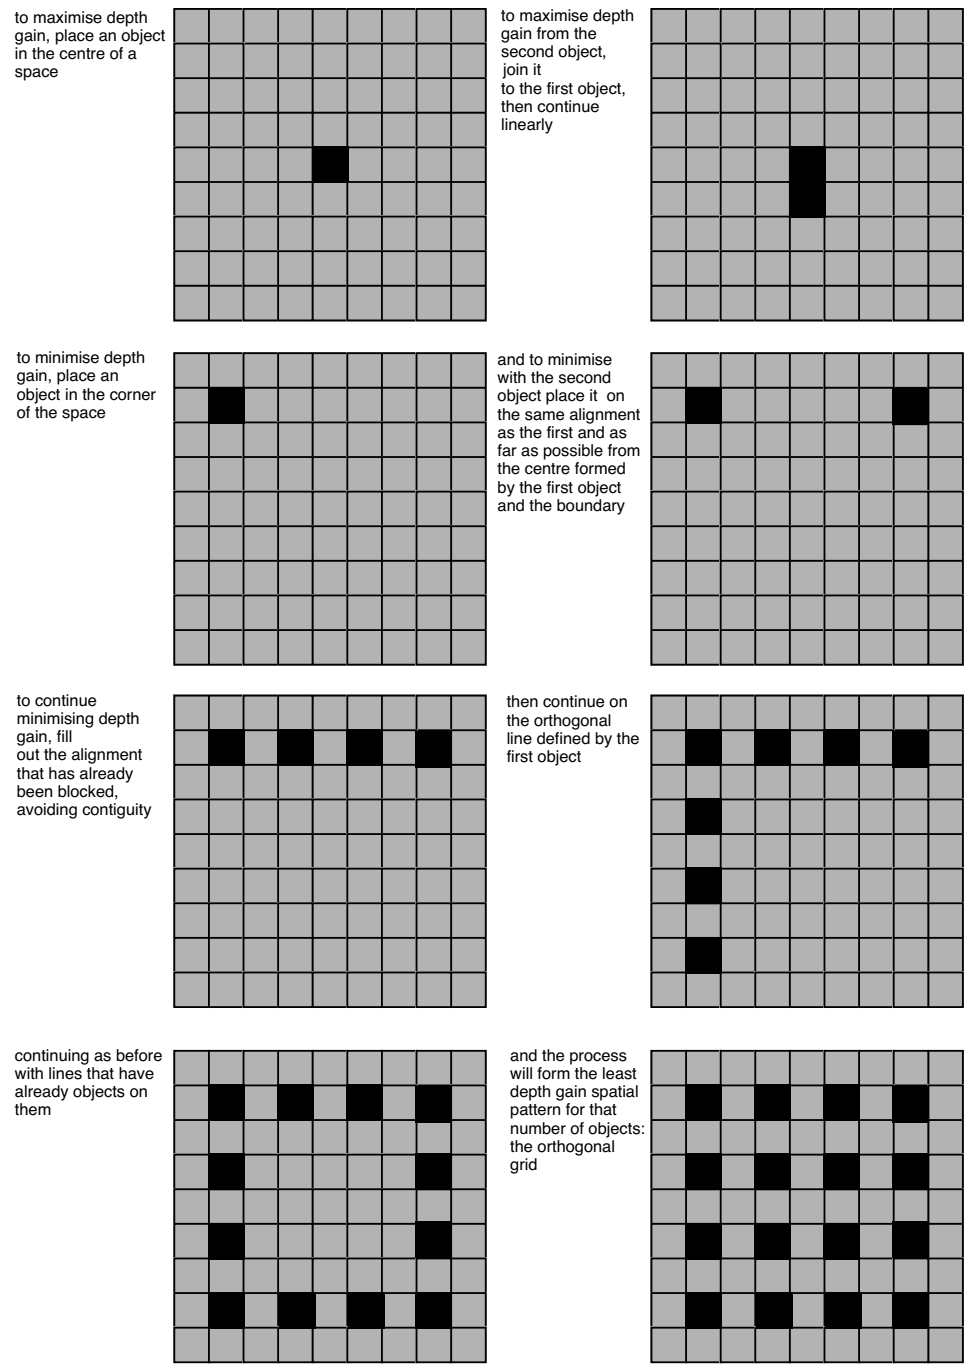 to maximise depth
gain, place an object
in the centre of a
space
to maximise depth
gain from the
second object,
join it
to the first object,
then continue
linearly
to minimise depth
gain, place an
object in the corner
of the space
and to minimise
with the second
object place it on
the same alignment
as the first and as
far as possible from
the centre formed
by the first object
and the boundary
to continue
minimising depth
gain, fill
out the alignment
that has already
been blocked,
avoiding contiguity
then continue on
the orthogonal
line defined by the
first object
continuing as before
with lines that have
already objects on
them
and the process
will form the least
depth gain spatial
pattern for that
number of objects:
the orthogonal
grid